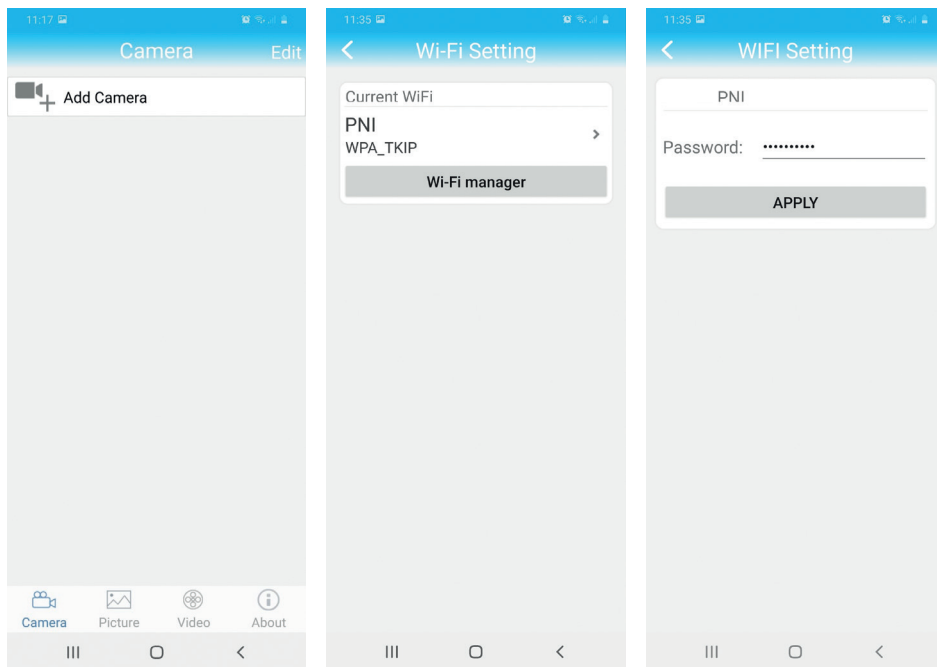 11:17
Camera
Edit
Add Camera
Camera
Picture
Video
About
11:35
Wi-Fi Setting
Current WiFi
PNI
WPA_TKIP
Wi-Fi manager
11:35
WIFI Setting
PNI
Password: ••••••••••
APPLY